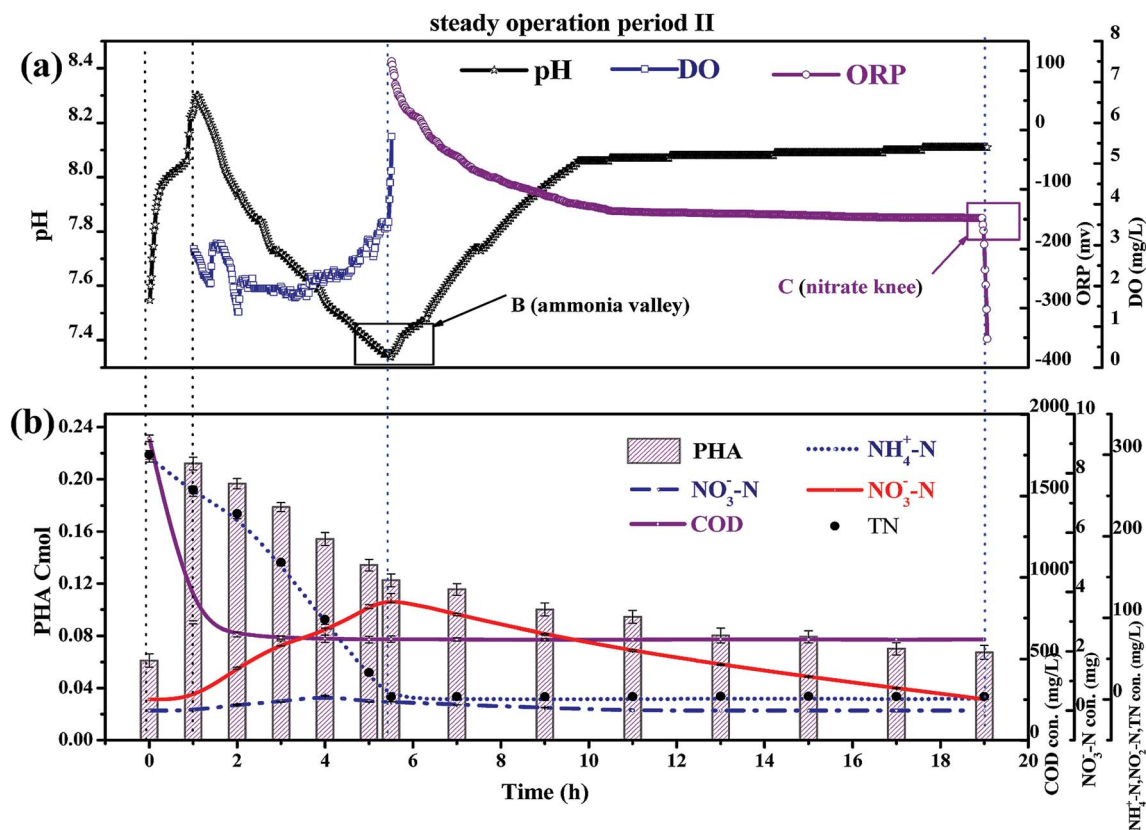 steady operation period II
(a)
pH
DO
ORP
8.4
8.2
8.0
7.8
7.6
7.4
pH
100
0
-100
-200
-300
-400
ORP (mv)
8
7
6
5
4
3
2
1
0
DO (mg/L)
B (ammonia valley)
C (nitrate knee)
(b)
PHA
NH₄⁺-N
NO₃⁻-N
NO₃⁻-N
COD
TN
0.24
0.20
0.16
0.12
0.08
0.04
0.00
PHA Cmol
2000
1500
1000
500
0
COD con. (mg/L)
10
8
6
4
2
0
NO₃⁻-N con. (mg)
300
200
100
0
NH₄⁺-N,NO₂⁻-N,TN con. (mg/L)
0 2 4 6 8 10 12 14 16 18 20
Time (h)